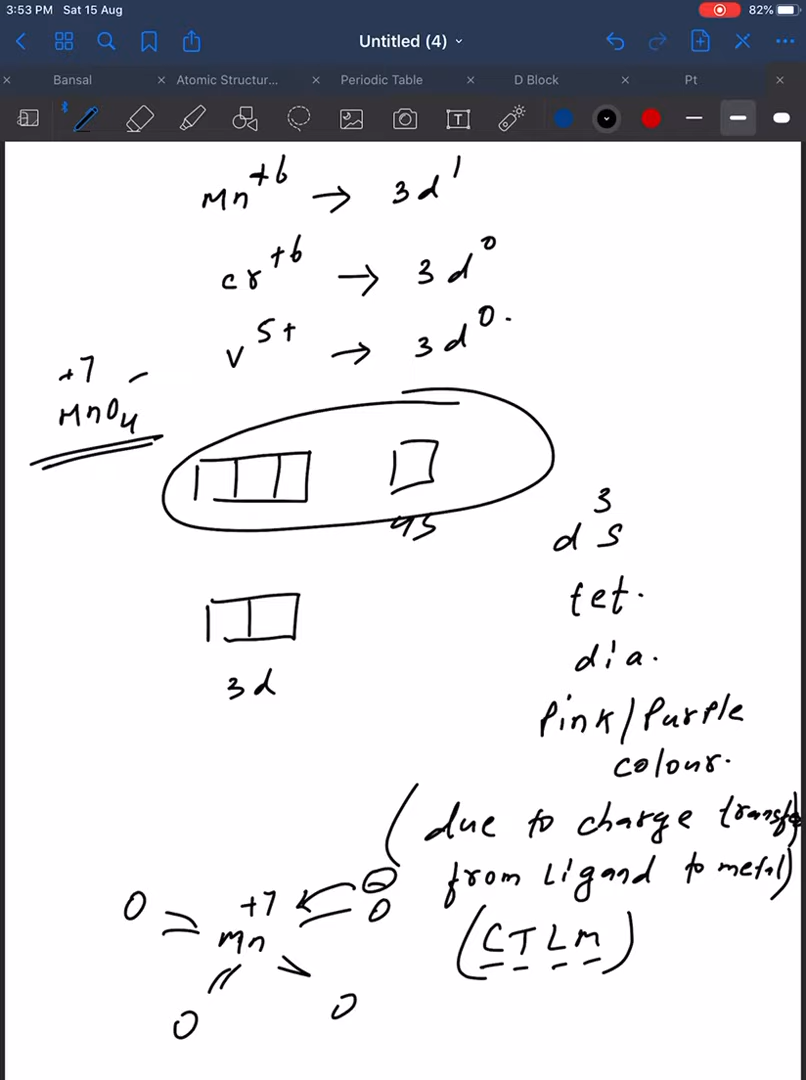 3:53 PM Sat 15 Aug
82%
Untitled (4)
Bansal
Atomic Structur...
Periodic Table
D Block
Pt
T
Mn+6 → 3d1
cr+6 → 3d0
V5+ → 3d0.
+7 -
MnO4
4S
3d
d S3
tet.
dia.
Pink/Purple
colour.
(due to charge transfe)
from Ligand to metal)
(CTLM)
O
+7
Mn
⊖
O
O
O